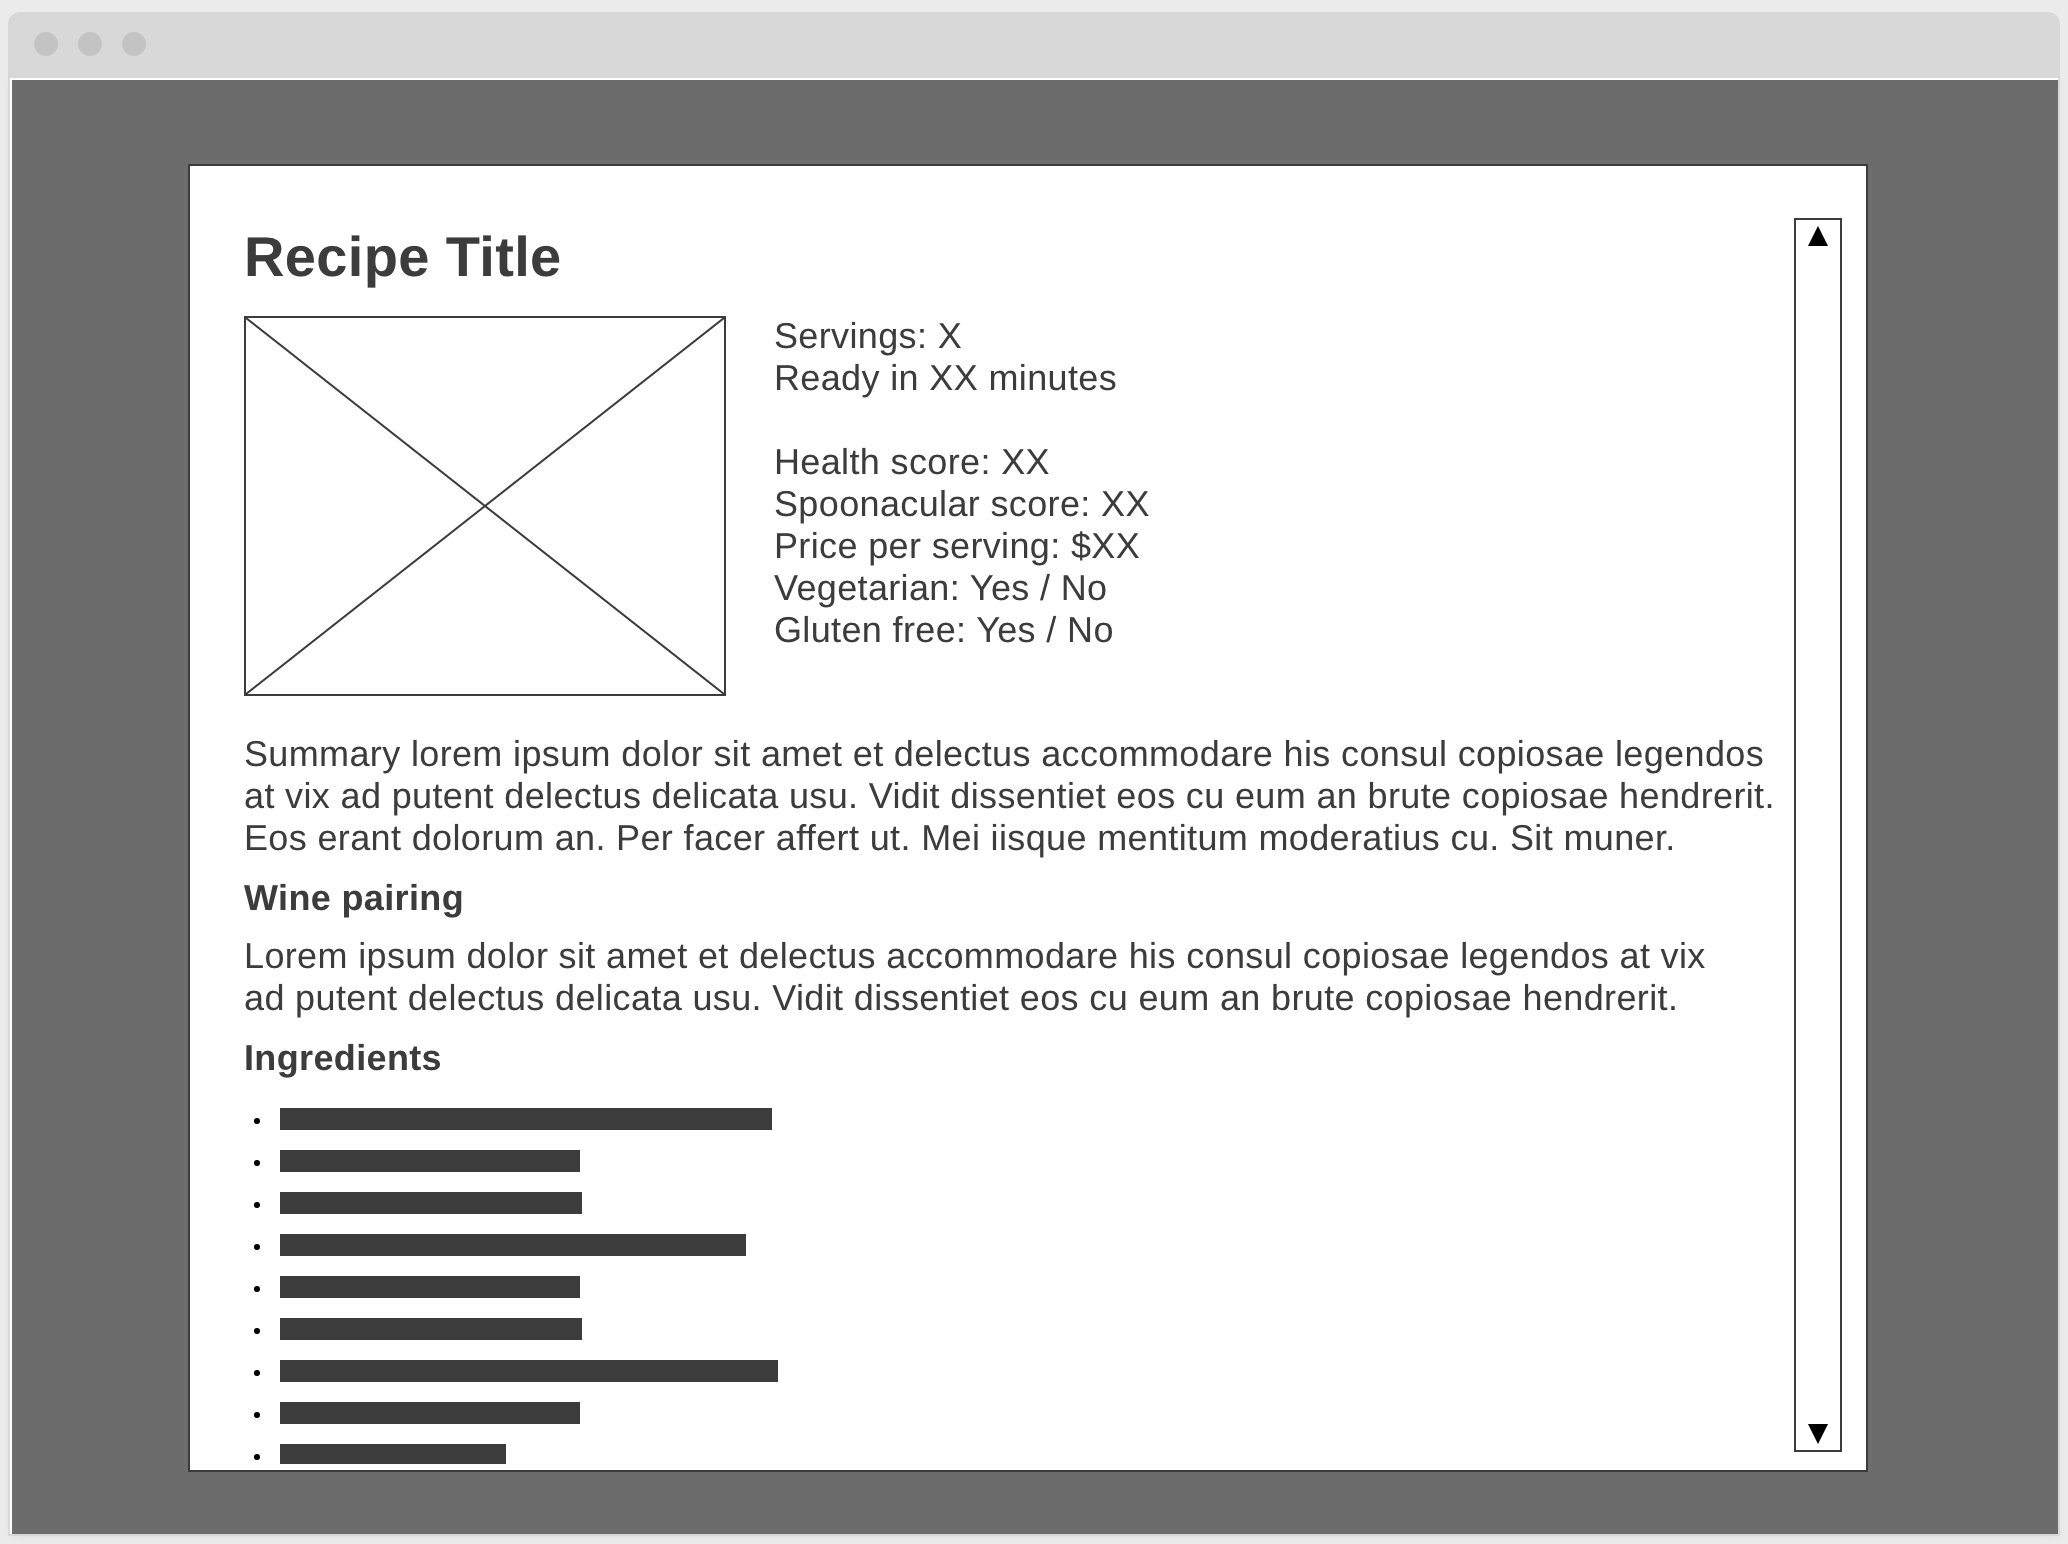 Recipe Title
Servings: X
Ready in XX minutes
Health score: XX
Spoonacular score: XX
Price per serving: $XX
Vegetarian: Yes / No
Gluten free: Yes / No
Summary lorem ipsum dolor sit amet et delectus accommodare his consul copiosae legendos
at vix ad putent delectus delicata usu. Vidit dissentiet eos cu eum an brute copiosae hendrerit.
Eos erant dolorum an. Per facer affert ut. Mei iisque mentitum moderatius cu. Sit muner.
Wine pairing
Lorem ipsum dolor sit amet et delectus accommodare his consul copiosae legendos at vix
ad putent delectus delicata usu. Vidit dissentiet eos cu eum an brute copiosae hendrerit.
Ingredients